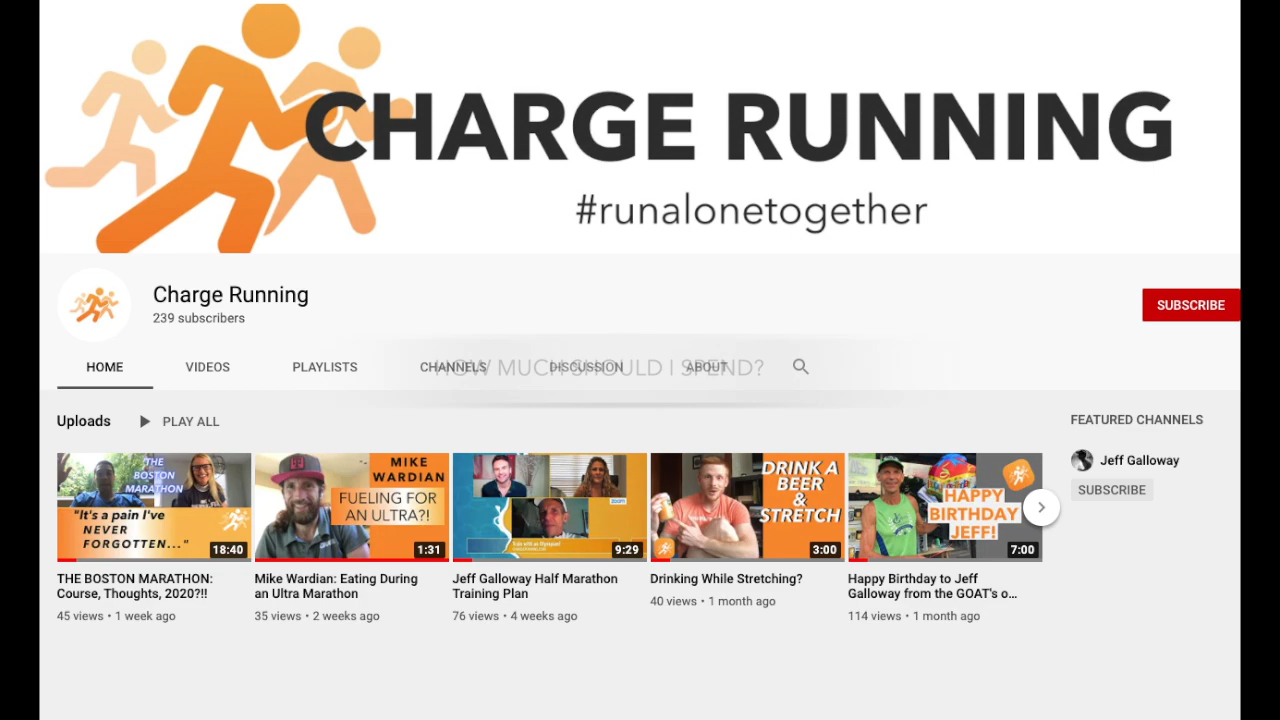 CHARGE RUNNING
#runalonetogether
Charge Running
239 subscribers
SUBSCRIBE
HOME VIDEOS PLAYLISTS CHANNELS DISCUSSION ABOUT
HOW MUCH SHOULD I SPEND?
Uploads PLAY ALL
FEATURED CHANNELS
Jeff Galloway
SUBSCRIBE
THE
BOSTON
MARATHON
"It's a pain I've
NEVER
FORGOTTEN..."
18:40
MIKE
WARDIAN
FUELING FOR
AN ULTRA?!
1:31
zoom
9:29
DRINK A
BEER
&
STRETCH
3:00
HAPPY
BIRTHDAY
JEFF!
7:00
THE BOSTON MARATHON:
Course, Thoughts, 2020?!!
45 views • 1 week ago
Mike Wardian: Eating During
an Ultra Marathon
35 views • 2 weeks ago
Jeff Galloway Half Marathon
Training Plan
76 views • 4 weeks ago
Drinking While Stretching?
40 views • 1 month ago
Happy Birthday to Jeff
Galloway from the GOAT's o...
114 views • 1 month ago